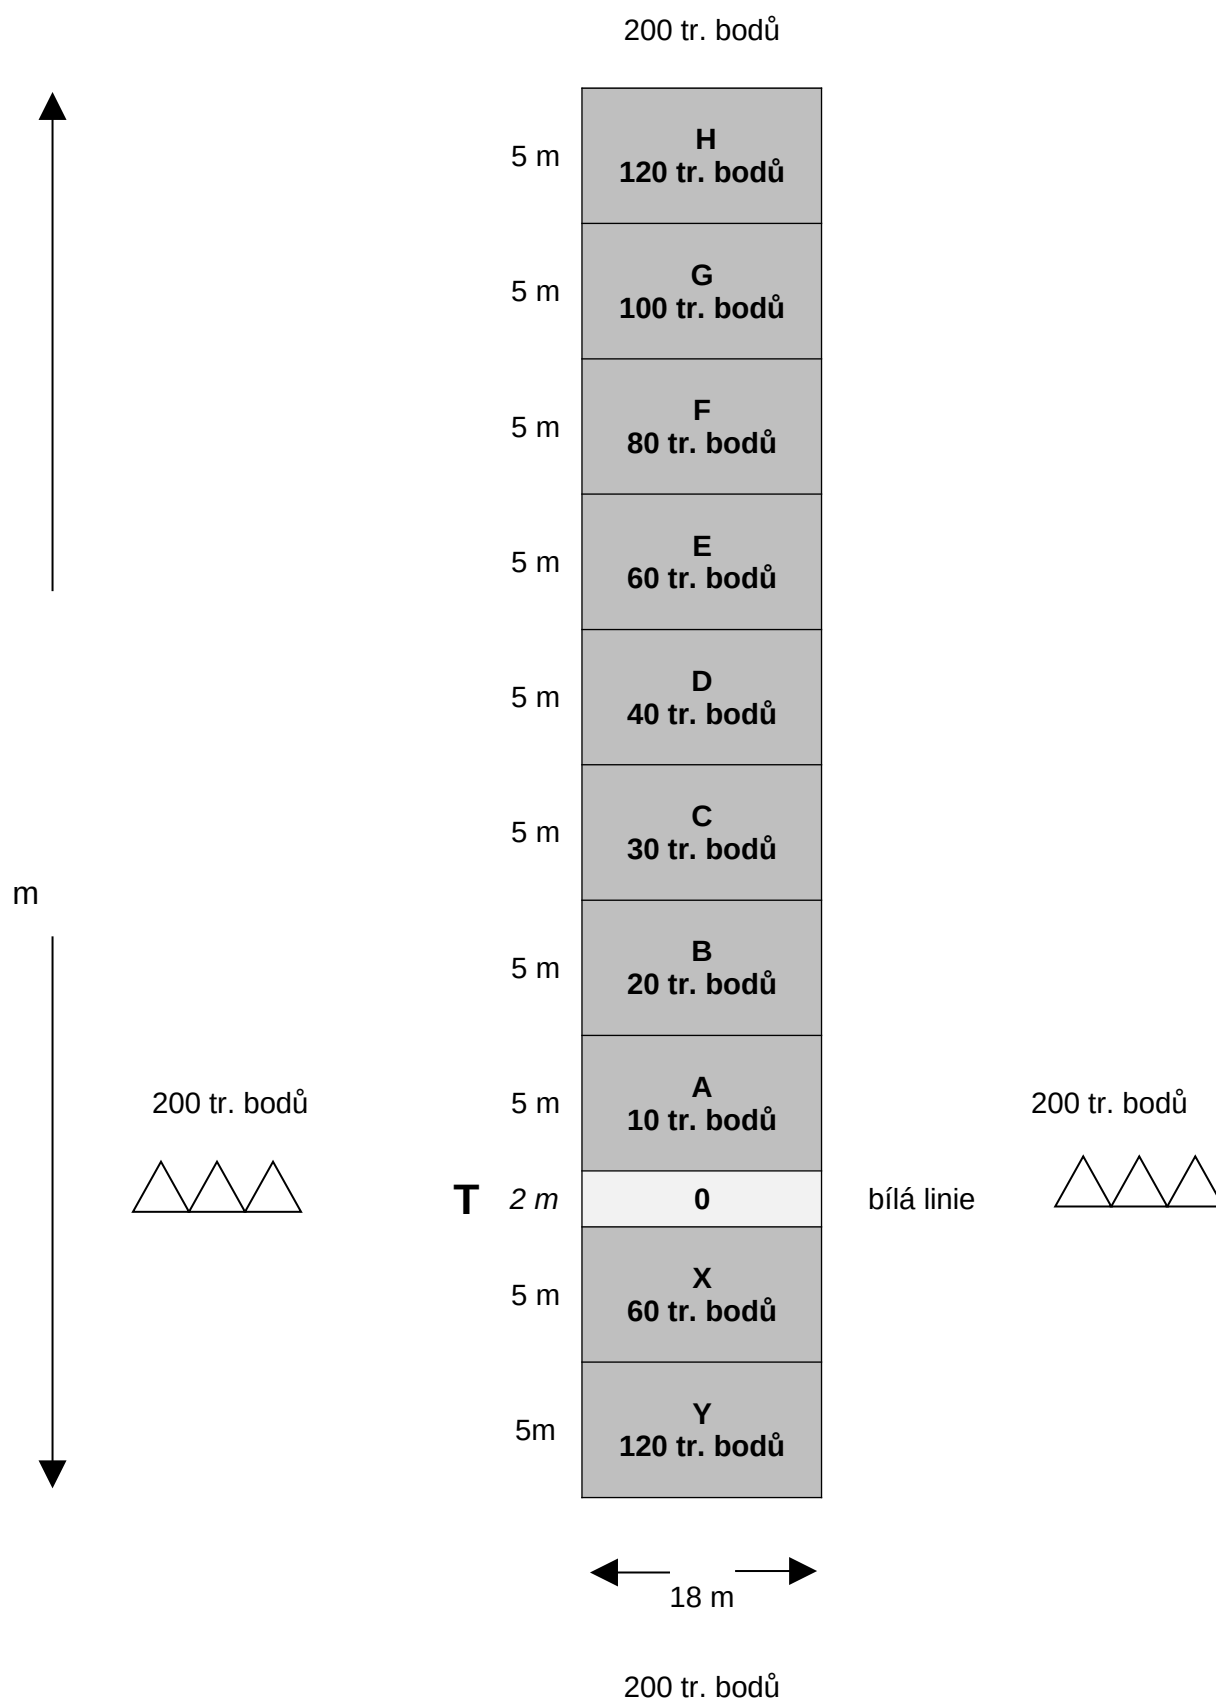 200 tr. bodů
5 m
H
120 tr. bodů
5 m
G
100 tr. bodů
5 m
F
80 tr. bodů
5 m
E
60 tr. bodů
5 m
D
40 tr. bodů
5 m
C
30 tr. bodů
m
5 m
B
20 tr. bodů
200 tr. bodů
5 m
A
10 tr. bodů
200 tr. bodů
T 2 m 0 bílá linie
5 m
X
60 tr. bodů
5m
Y
120 tr. bodů
18 m
200 tr. bodů